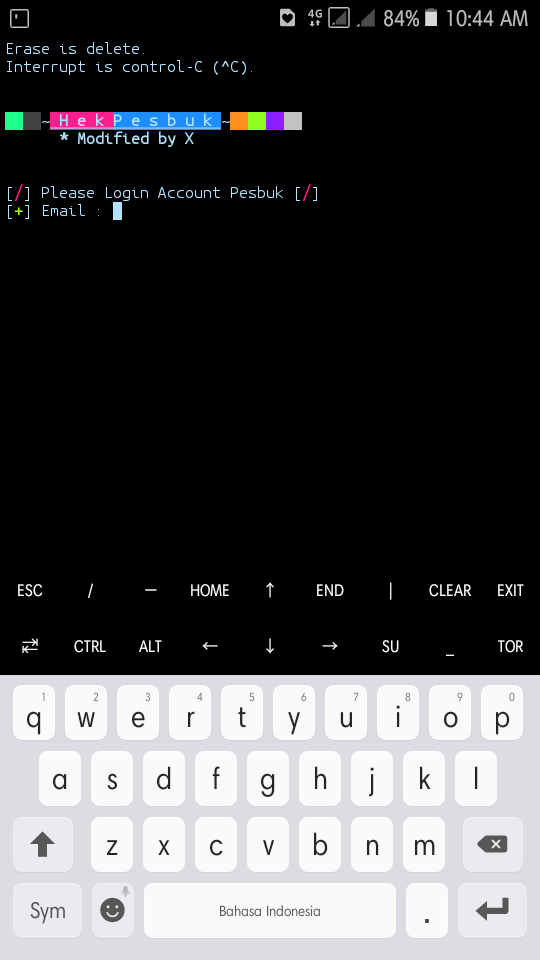 4G 84% 10:44 AM
Erase is delete.
Interrupt is control-C (^C).
~ H e k P e s b u k ~
* Modified by X
[/] Please Login Account Pesbuk [/]
[+] Email :
ESC / — HOME ↑ END | CLEAR EXIT
⇄ CTRL ALT ← ↓ → SU _ TOR
1 2 3 4 5 6 7 8 9 0
q w e r t y u i o p
a s d f g h j k l
z x c v b n m
Sym Bahasa Indonesia .